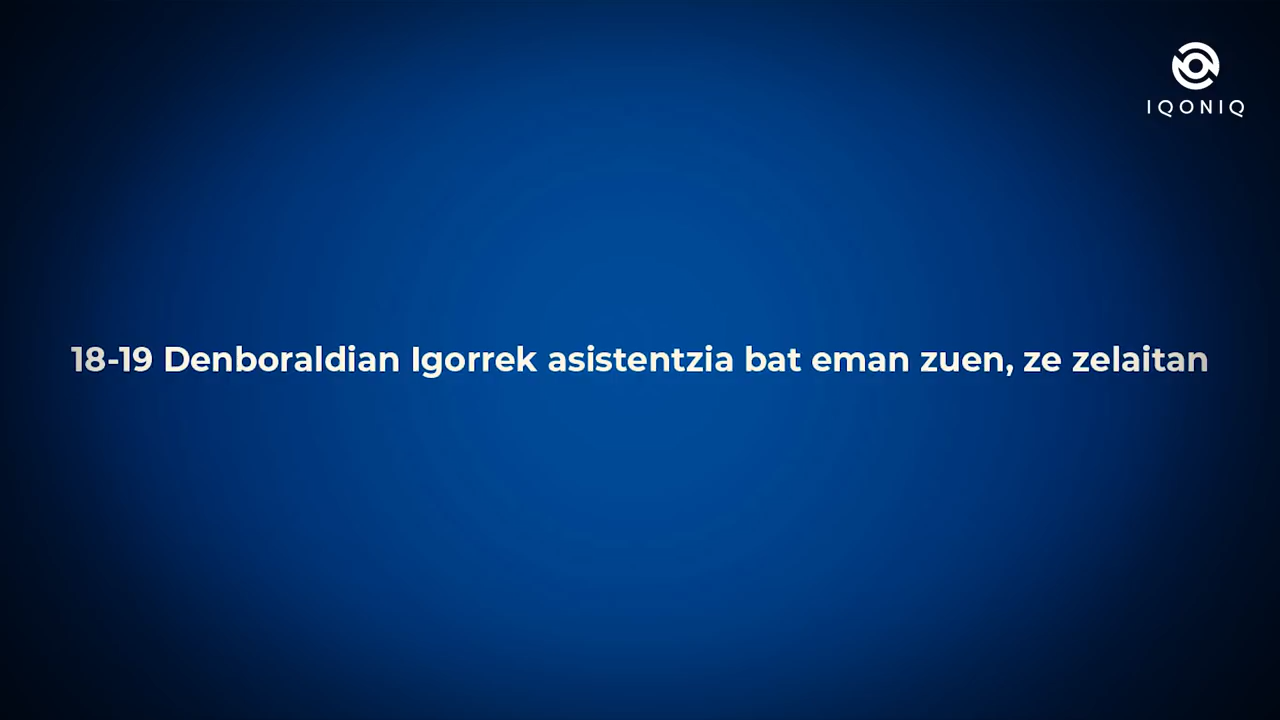 IQONIQ
18-19 Denboraldian Igorrek asistentzia bat eman zuen, ze zelaitan